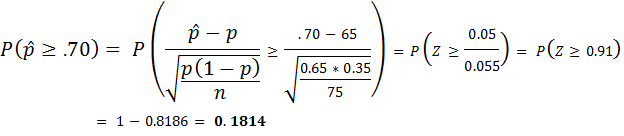 P(p̂ ≥ .70) = P( (p̂ − p) / √(p(1 − p)/n) ≥ (.70 − 65) / √(0.65 * 0.35/75) ) = P( Z ≥ 0.05/0.055 ) = P(Z ≥ 0.91)
= 1 − 0.8186 = 0.1814